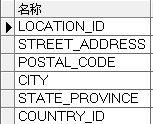 名称
LOCATION_ID
STREET_ADDRESS
POSTAL_CODE
CITY
STATE_PROVINCE
COUNTRY_ID